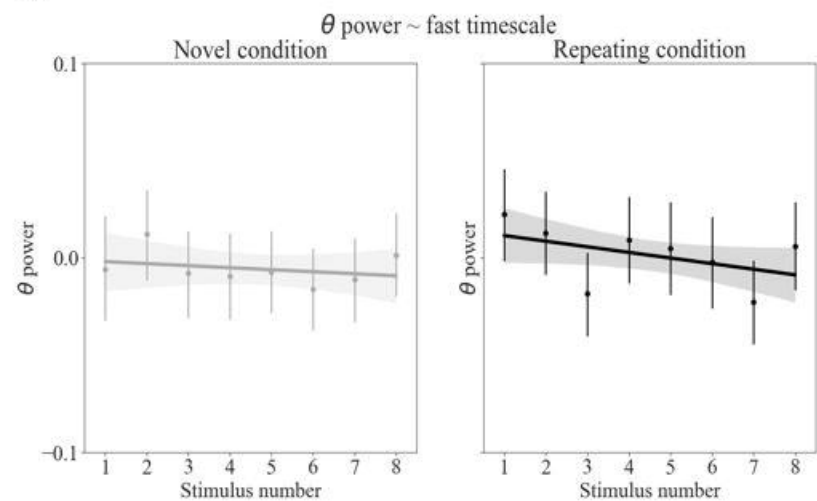 θ power ~ fast timescale
Novel condition
Repeating condition
0.1
0.0
−0.1
θ power
θ power
1 2 3 4 5 6 7 8
1 2 3 4 5 6 7 8
Stimulus number
Stimulus number